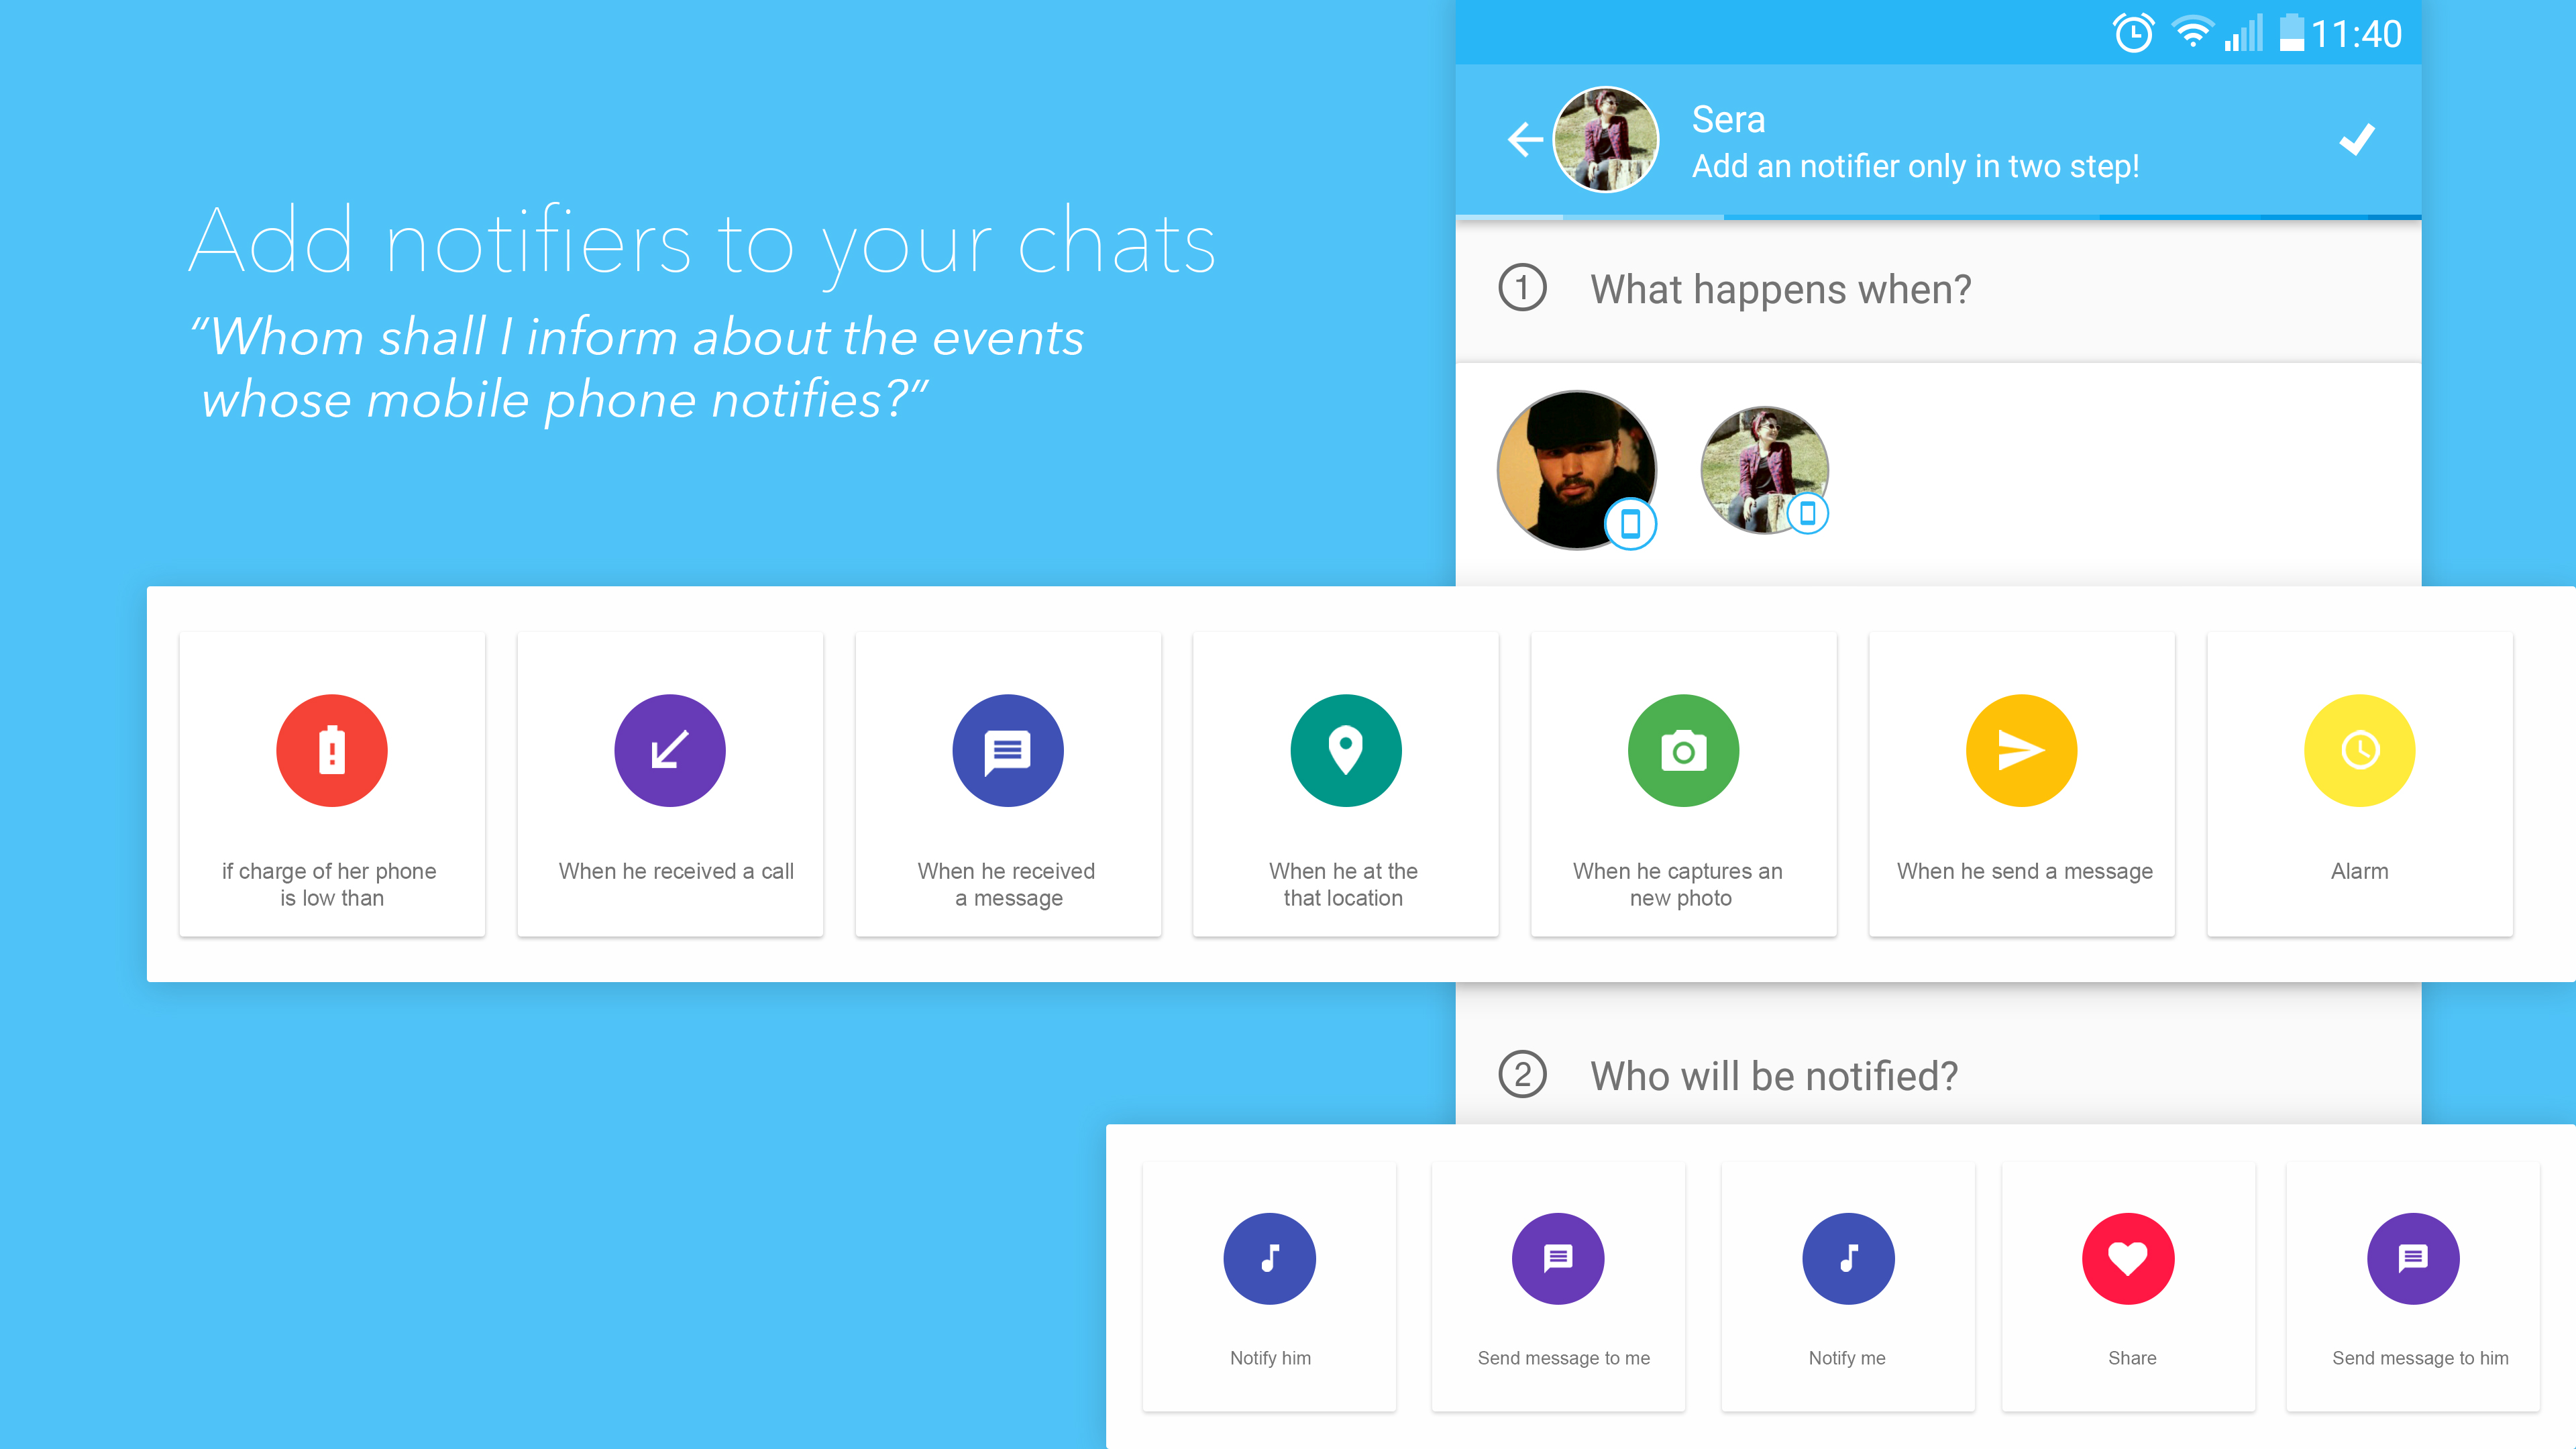 11:40
Sera
Add an notifier only in two step!
Add notifiers to your chats
“Whom shall I inform about the events
whose mobile phone notifies?”
1 What happens when?
if charge of her phone
is low than
When he received a call
When he received
a message
When he at the
that location
When he captures an
new photo
When he send a message
Alarm
2 Who will be notified?
Notify him
Send message to me
Notify me
Share
Send message to him